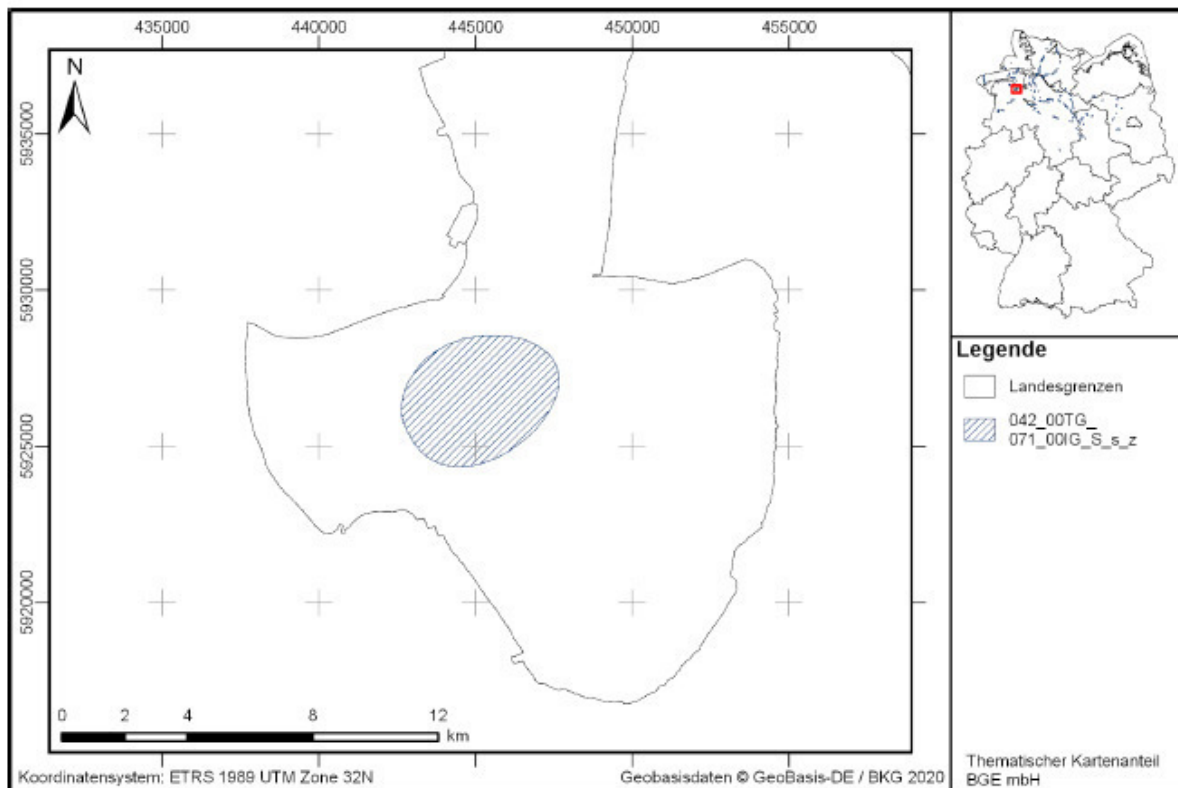 435000 440000 445000 450000 455000
N
5935000
5930000
5925000
5920000
0 2 4 8 12
km
Koordinatensystem: ETRS 1989 UTM Zone 32N
Geobasisdaten © GeoBasis-DE / BKG 2020
Legende
Landesgrenzen
042_00TG_
071_00IG_S_s_z
Thematischer Kartenanteil
BGE mbH